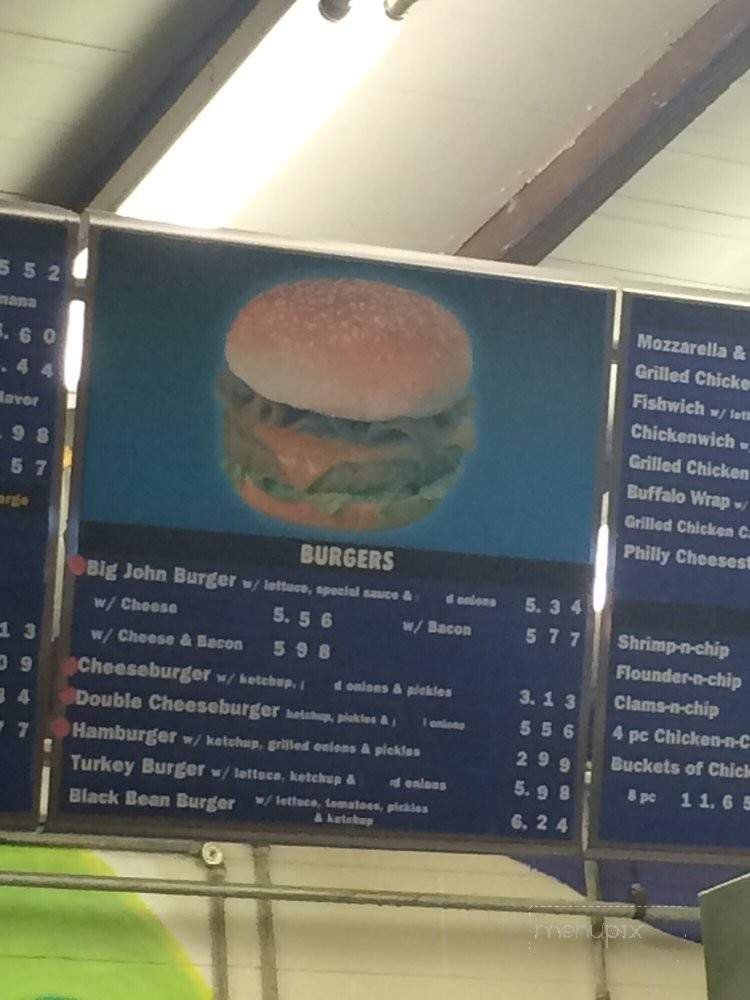 5 5 2
nana
. 6 0
. 4 4
lavor
. 9 8
5 7
arge
1 3
0 9
4
7
BURGERS
Big John Burger w/ lettuce, special sauce & d onions 5. 3 4
w/ Cheese 5. 5 6 w/ Bacon 5 7 7
w/ Cheese & Bacon 5 9 8
Cheeseburger w/ ketchup, d onions & pickles 3. 1 3
Double Cheeseburger ketchup, pickles & onions 5 5 6
Hamburger w/ ketchup, grilled onions & pickles 2 9 9
Turkey Burger w/ lettuce, ketchup & d onions 5. 9 8
Black Bean Burger w/ lettuce, tomatoes, pickles & ketchup 6. 2 4
Mozzarella &
Grilled Chicke
Fishwich w/ lett
Chickenwich w
Grilled Chicken
Buffalo Wrap w/
Grilled Chicken C
Philly Cheesest
Shrimp-n-chip
Flounder-n-chip
Clams-n-chip
4 pc Chicken-n-C
Buckets of Chick
8 pc 1 1. 6 5
menupix